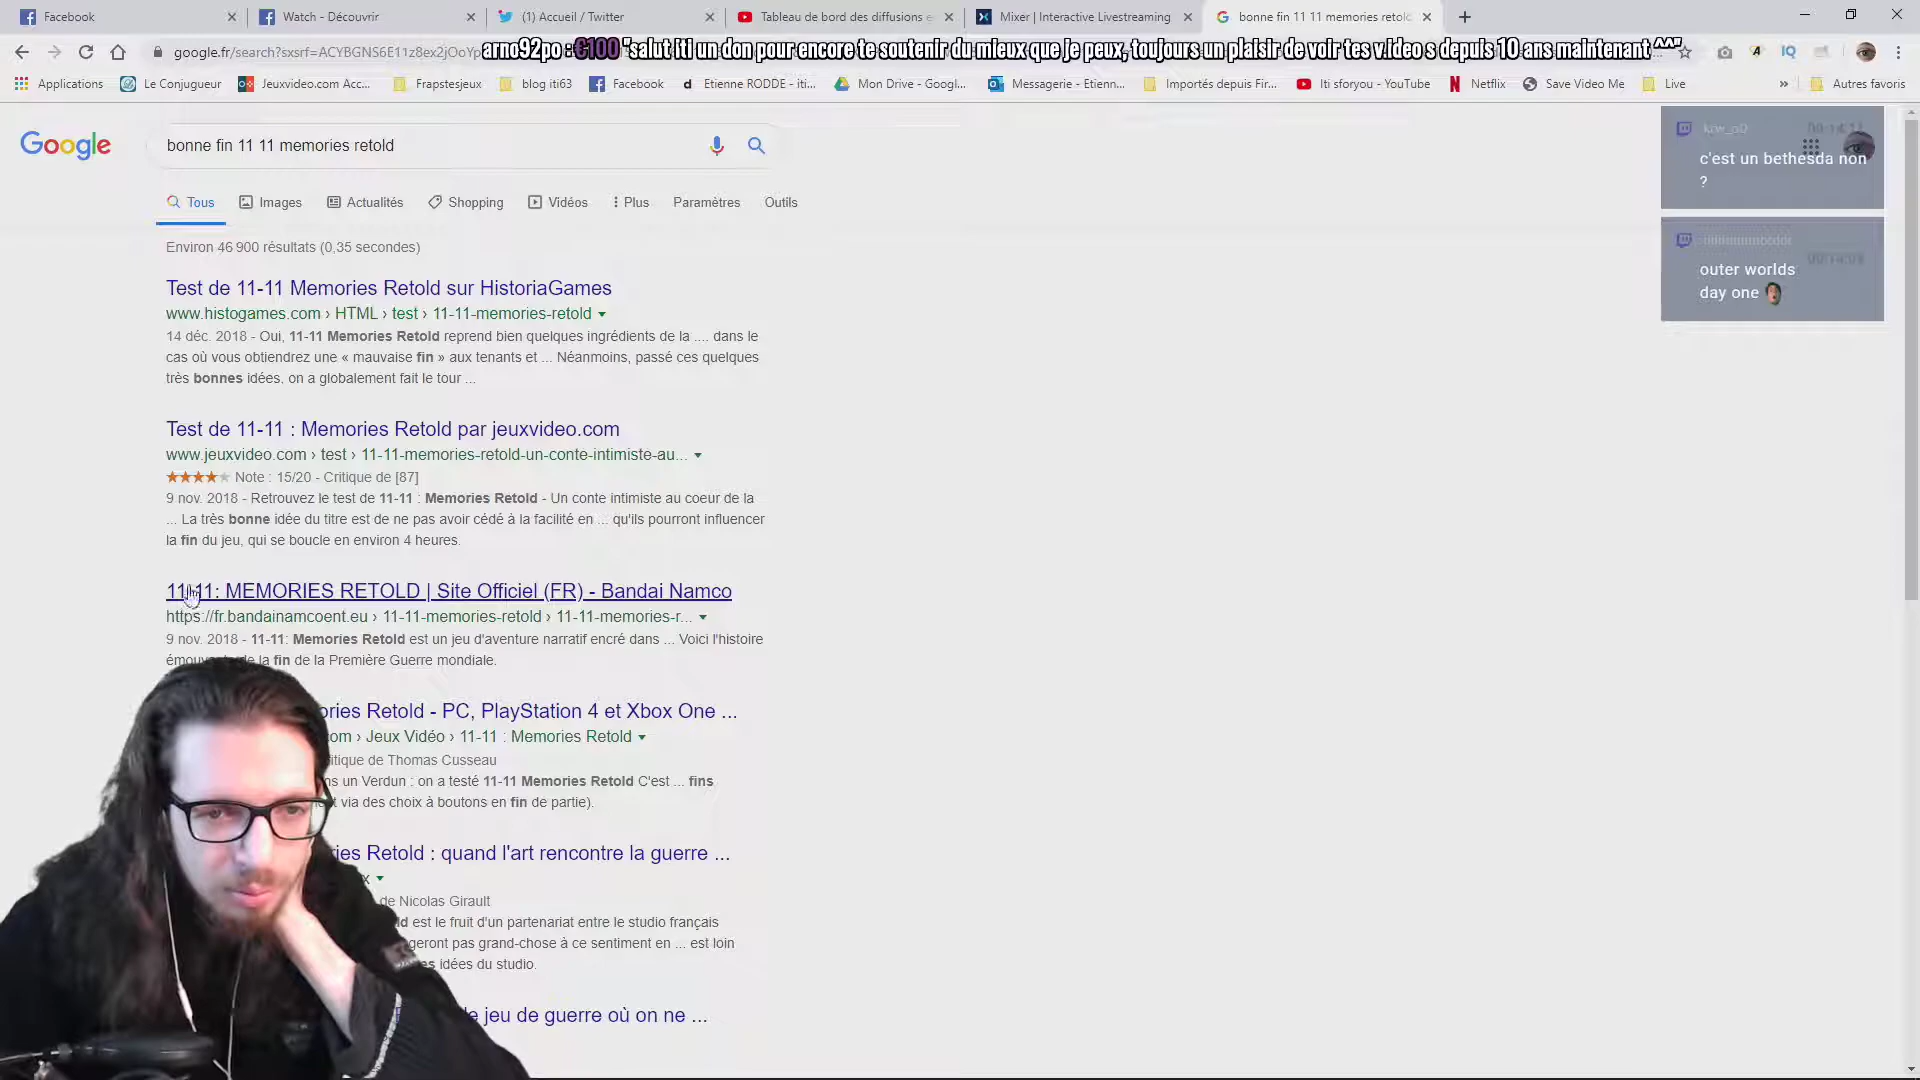 Facebook
Watch - Découvrir
(1) Accueil / Twitter
Tableau de bord des diffusions e
Mixer | Interactive Livestreaming
bonne fin 11 11 memories retold
google.fr/search?sxsrf=ACYBGNS6E11z8ex2jOoYp
arno92po : €100 "salut iti un don pour encore te soutenir du mieux que je peux, toujours un plaisir de voir tes v.ideo s depuis 10 ans maintenant ^^"
Applications
Le Conjugueur
Jeuxvideo.com Acc...
Frapstesjeux
blog iti63
Facebook
Etienne RODDE - iti...
Mon Drive - Googl...
Messagerie - Etienn...
Importés depuis Fir...
Iti sforyou - YouTube
Netflix
Save Video Me
Live
»
Autres favoris
Google
bonne fin 11 11 memories retold
c'est un bethesda non
?
outer worlds
day one
Tous
Images
Actualités
Shopping
Vidéos
Plus
Paramètres
Outils
Environ 46 900 résultats (0,35 secondes)
Test de 11-11 Memories Retold sur HistoriaGames
www.histogames.com › HTML › test › 11-11-memories-retold
14 déc. 2018 - Oui, 11-11 Memories Retold reprend bien quelques ingrédients de la .... dans le
cas où vous obtiendrez une « mauvaise fin » aux tenants et ... Néanmoins, passé ces quelques
très bonnes idées, on a globalement fait le tour ...
Test de 11-11 : Memories Retold par jeuxvideo.com
www.jeuxvideo.com › test › 11-11-memories-retold-un-conte-intimiste-au...
Note : 15/20 - Critique de [87]
9 nov. 2018 - Retrouvez le test de 11-11 : Memories Retold - Un conte intimiste au coeur de la
... La très bonne idée du titre est de ne pas avoir cédé à la facilité en ... qu'ils pourront influencer
la fin du jeu, qui se boucle en environ 4 heures.
11-11: MEMORIES RETOLD | Site Officiel (FR) - Bandai Namco
https://fr.bandainamcoent.eu › 11-11-memories-retold › 11-11-memories-r...
9 nov. 2018 - 11-11: Memories Retold est un jeu d'aventure narratif encré dans ... Voici l'histoire
de la fin de la Première Guerre mondiale.
ories Retold - PC, PlayStation 4 et Xbox One ...
om › Jeux Vidéo › 11-11 : Memories Retold
itique de Thomas Cusseau
ns un Verdun : on a testé 11-11 Memories Retold C'est ... fins
t via des choix à boutons en fin de partie).
ries Retold : quand l'art rencontre la guerre ...
x
de Nicolas Girault
ld est le fruit d'un partenariat entre le studio français
geront pas grand-chose à ce sentiment en ... est loin
es idées du studio.
le jeu de guerre où on ne ...